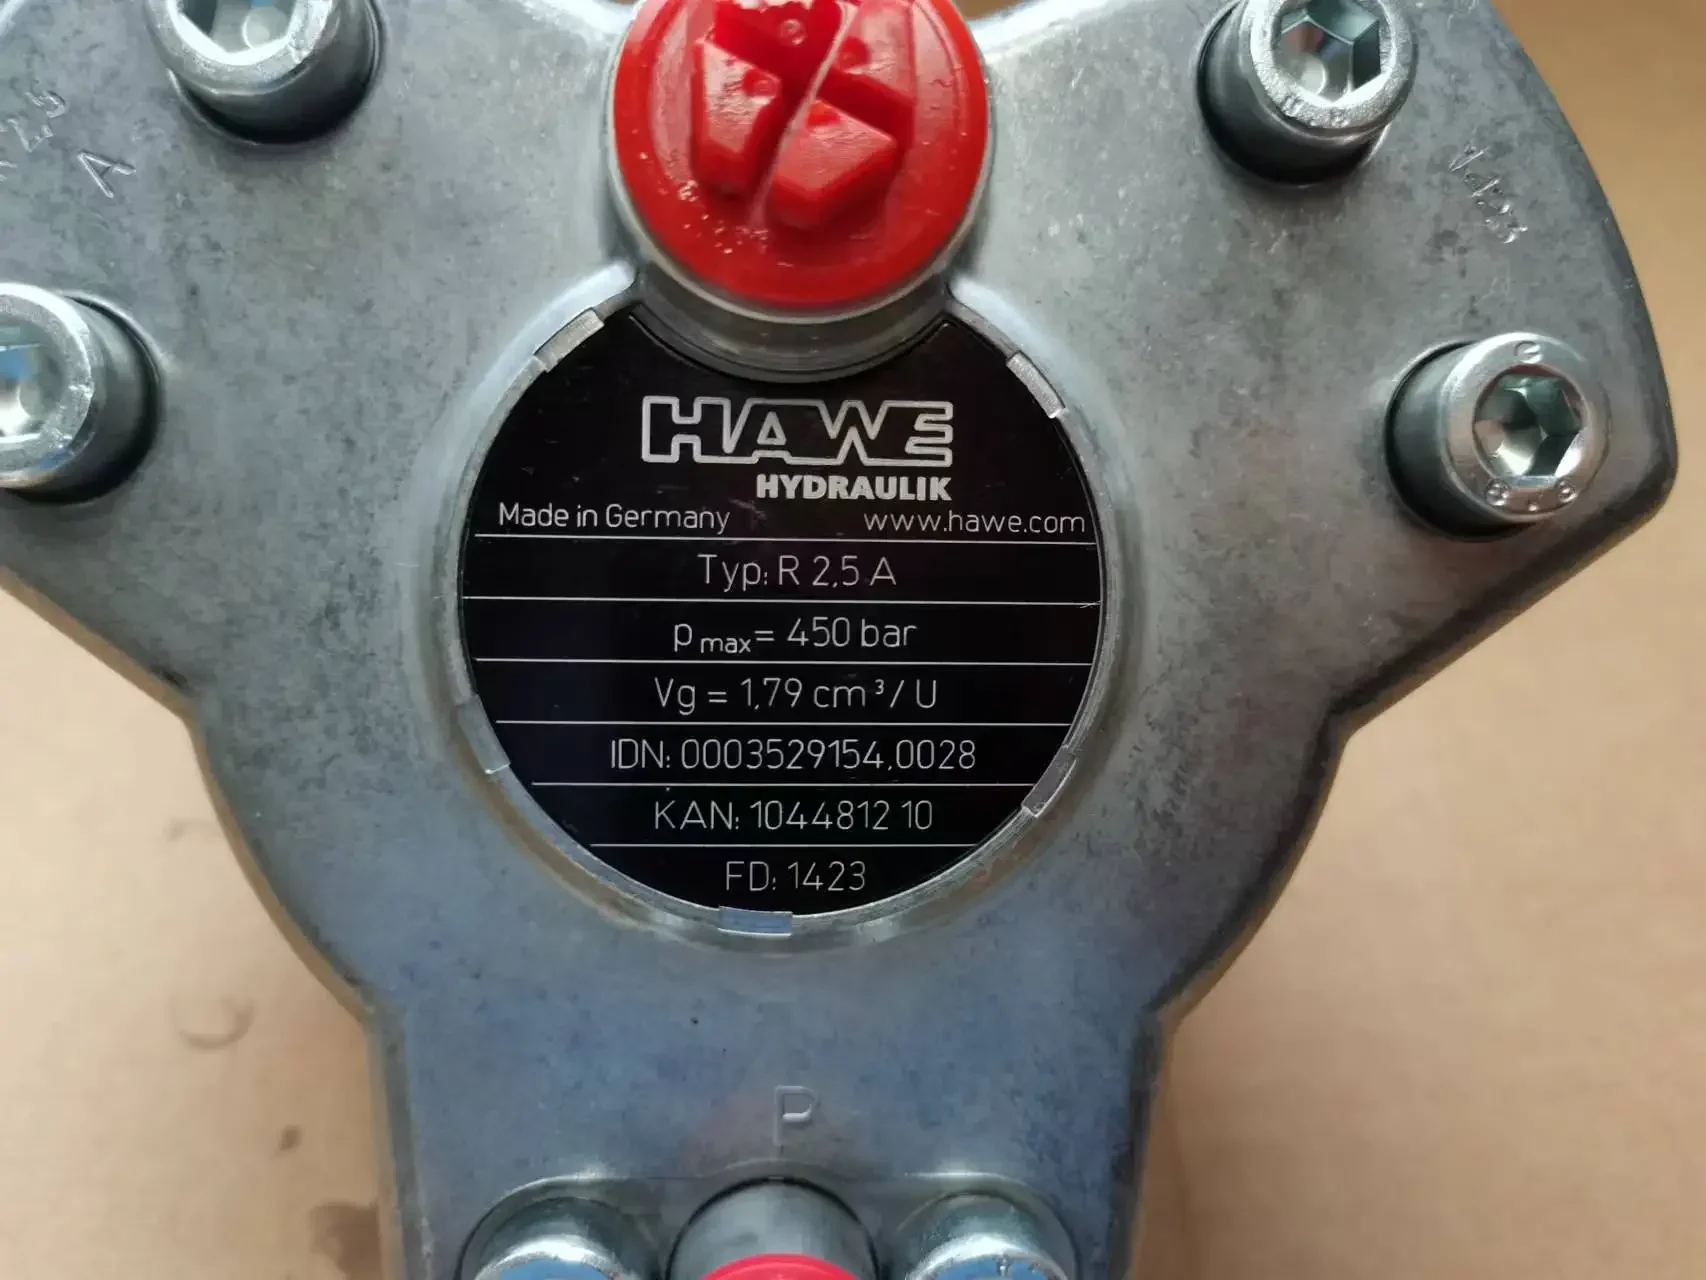 HAWE
HYDRAULIK
Made in Germany www.hawe.com
Typ: R 2,5 A
p max = 450 bar
Vg = 1,79 cm³/ U
IDN: 0003529154.0028
KAN: 1044812 10
FD: 1423
P
A